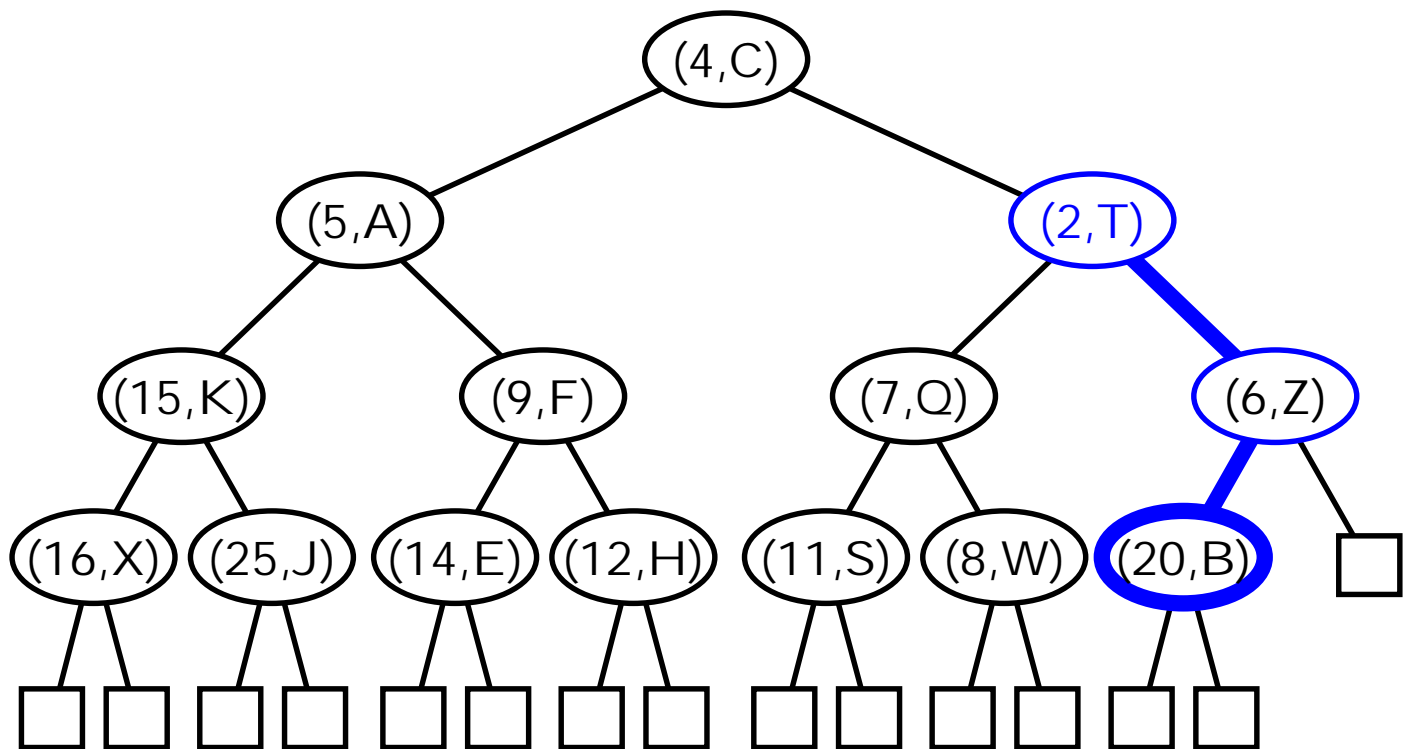 (4,C)
(5,A) (2,T)
(15,K) (9,F) (7,Q) (6,Z)
(16,X) (25,J) (14,E) (12,H) (11,S) (8,W) (20,B)